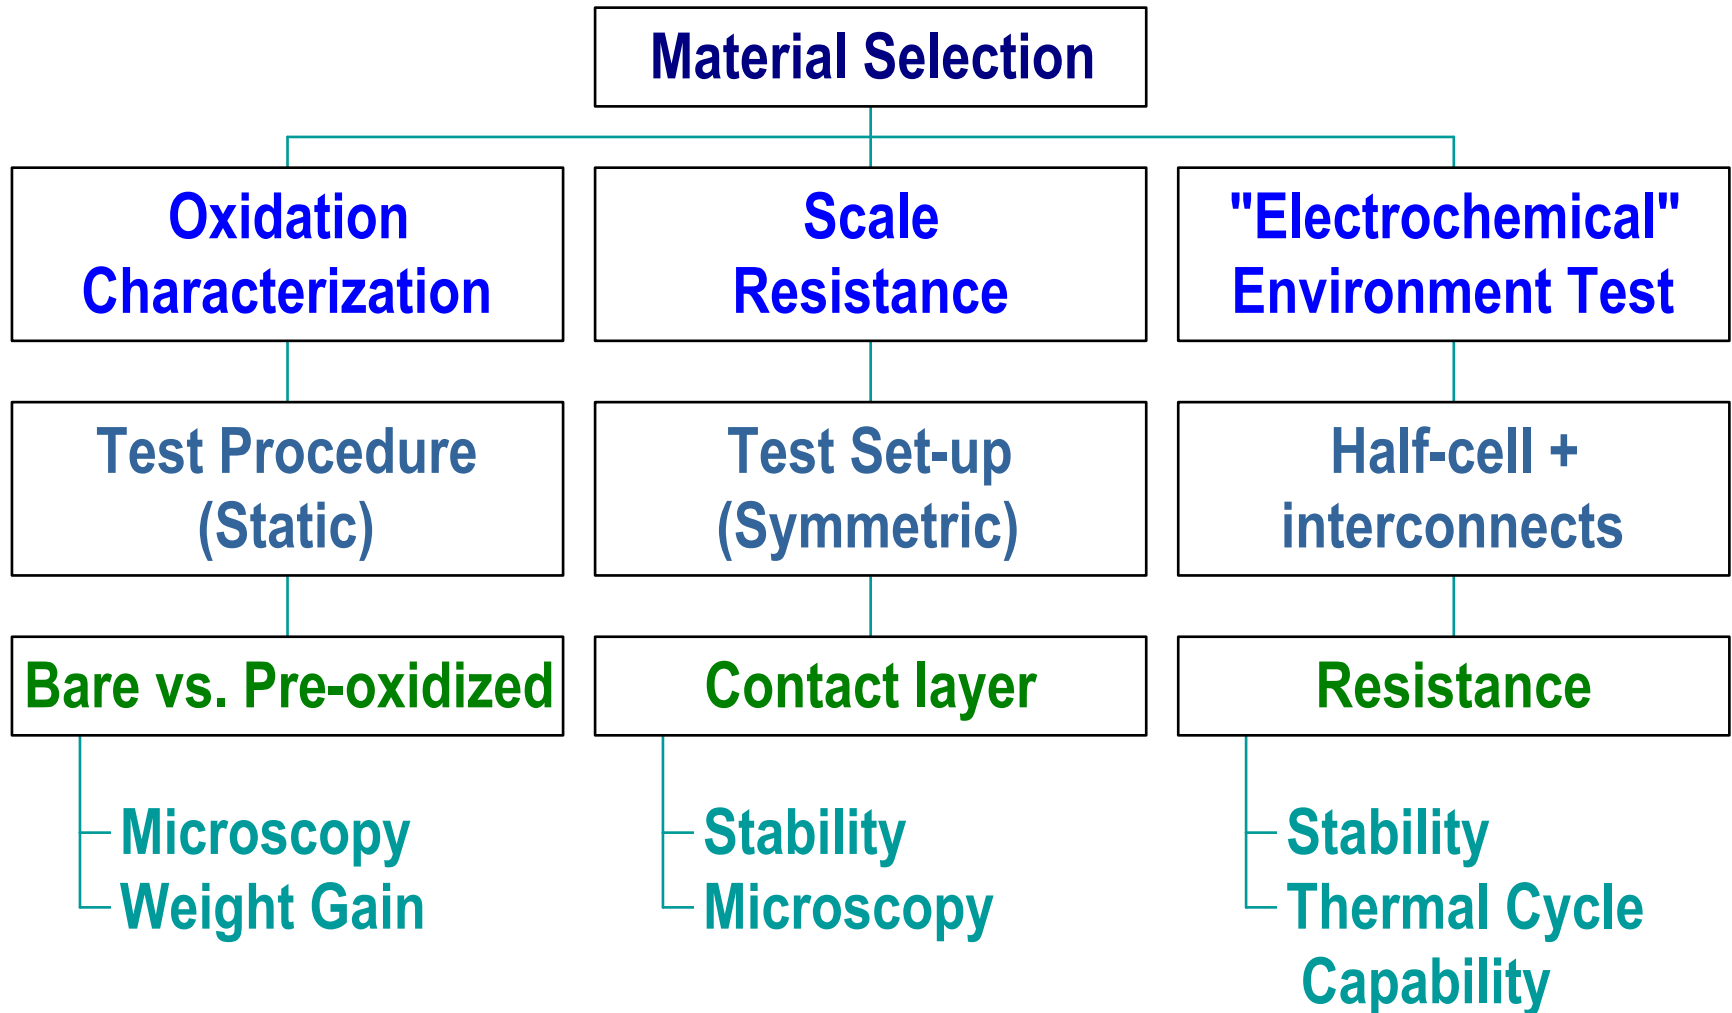 Material Selection
Oxidation
Characterization
Scale
Resistance
"Electrochemical"
Environment Test
Test Procedure
(Static)
Test Set-up
(Symmetric)
Half-cell +
interconnects
Bare vs. Pre-oxidized
Contact layer
Resistance
Microscopy
Weight Gain
Stability
Microscopy
Stability
Thermal Cycle
Capability